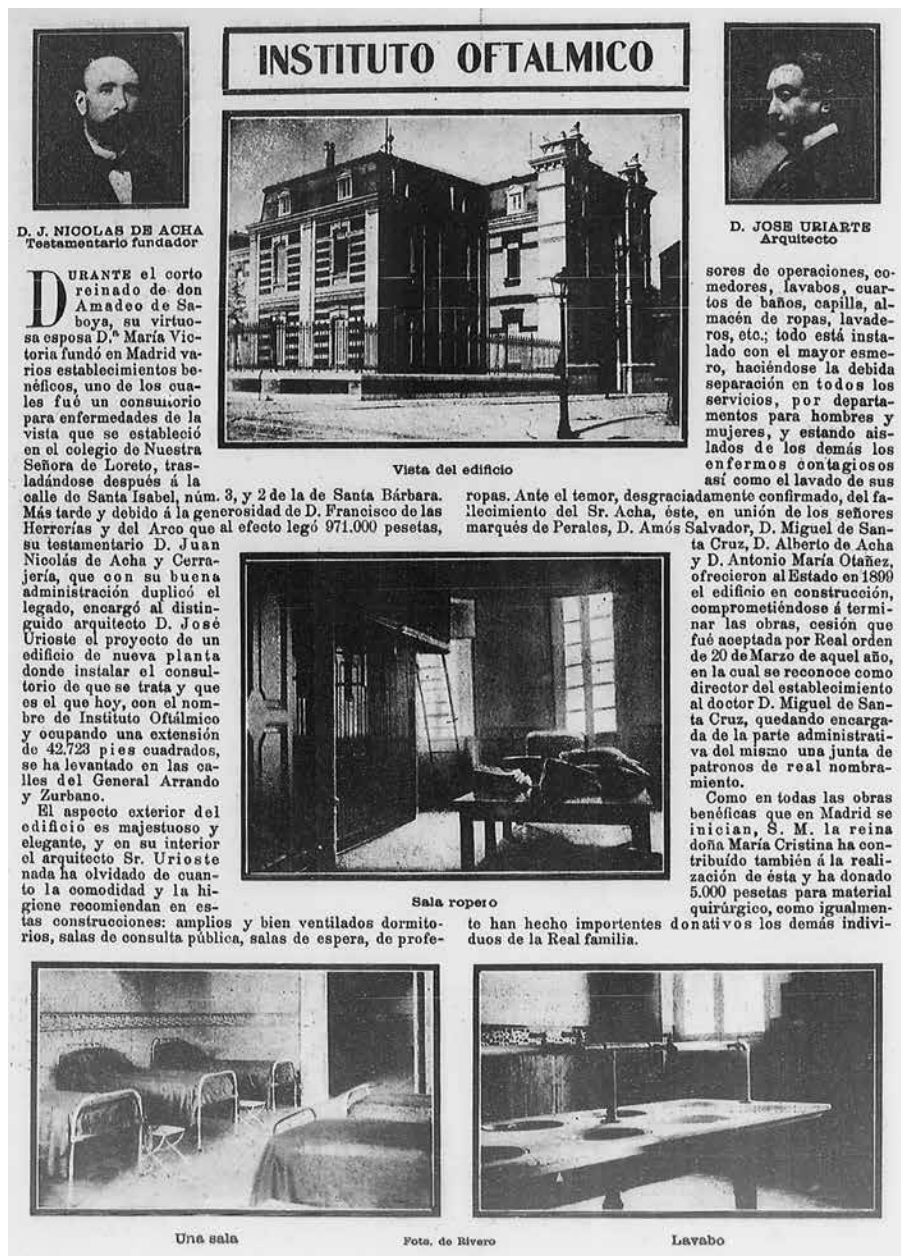 INSTITUTO OFTALMICO
D. J. NICOLAS DE ACHA
Testamentario fundador
D. JOSE URIARTE
Arquitecto
DURANTE el corto
reinado de don
Amadeo de Sa-
boya, su virtuo-
sa esposa D.ª María Vic-
toria fundó en Madrid va-
rios establecimientos be-
néficos, uno de los cua-
les fué un consultorio
para enfermedades de la
vista que se estableció
en el colegio de Nuestra
Señora de Loreto, tras-
ladándose después á la
calle de Santa Isabel, núm. 3, y 2 de la de Santa Bárbara.
Más tarde y debido á la generosidad de D. Francisco de las
Herrerías y del Arco que al efecto legó 971.000 pesetas,
su testamentario D. Juan
Nicolás de Acha y Cerra-
jería, que con su buena
administración duplicó el
legado, encargó al distin-
guido arquitecto D. José
Urioste el proyecto de un
edificio de nueva planta
donde instalar el consul-
torio de que se trata y que
es el que hoy, con el nom-
bre de Instituto Oftálmico
y ocupando una extensión
de 42.723 pies cuadrados,
se ha levantado en las ca-
lles del General Arrando
y Zurbano.
El aspecto exterior del
edificio es majestuoso y
elegante, y en su interior
el arquitecto Sr. Urioste
nada ha olvidado de cuan-
to la comodidad y la hi-
giene recomiendan en es-
tas construcciones: amplios y bien ventilados dormito-
rios, salas de consulta pública, salas de espera, de profe-
Vista del edificio
Sala ropero
sores de operaciones, co-
medores, lavabos, cuar-
tos de baños, capilla, al-
macén de ropas, lavade-
ros, etc.; todo está insta-
lado con el mayor esme-
ro, haciéndose la debida
separación en todos los
servicios, por departa-
mentos para hombres y
mujeres, y estando ais-
lados de los demás los
enfermos contagiosos
así como el lavado de sus
ropas. Ante el temor, desgraciadamente confirmado, del fa-
llecimiento del Sr. Acha, éste, en unión de los señores
marqués de Perales, D. Amós Salvador, D. Miguel de San-
ta Cruz, D. Alberto de Acha
y D. Antonio María Otañez,
ofrecieron al Estado en 1899
el edificio en construcción,
comprometiéndose á termi-
nar las obras, cesión que
fué aceptada por Real orden
de 20 de Marzo de aquel año,
en la cual se reconoce como
director del establecimiento
al doctor D. Miguel de San-
ta Cruz, quedando encarga-
da de la parte administrati-
va del mismo una junta de
patronos de real nombra-
miento.
Como en todas las obras
benéficas que en Madrid se
inician, S. M. la reina
doña María Cristina ha con-
tribuído también á la reali-
zación de ésta y ha donado
5.000 pesetas para material
quirúrgico, como igualmen-
te han hecho importentes donativos los demás indivi-
duos de la Real familia.
Una sala
Foto. de Rivero
Lavabo